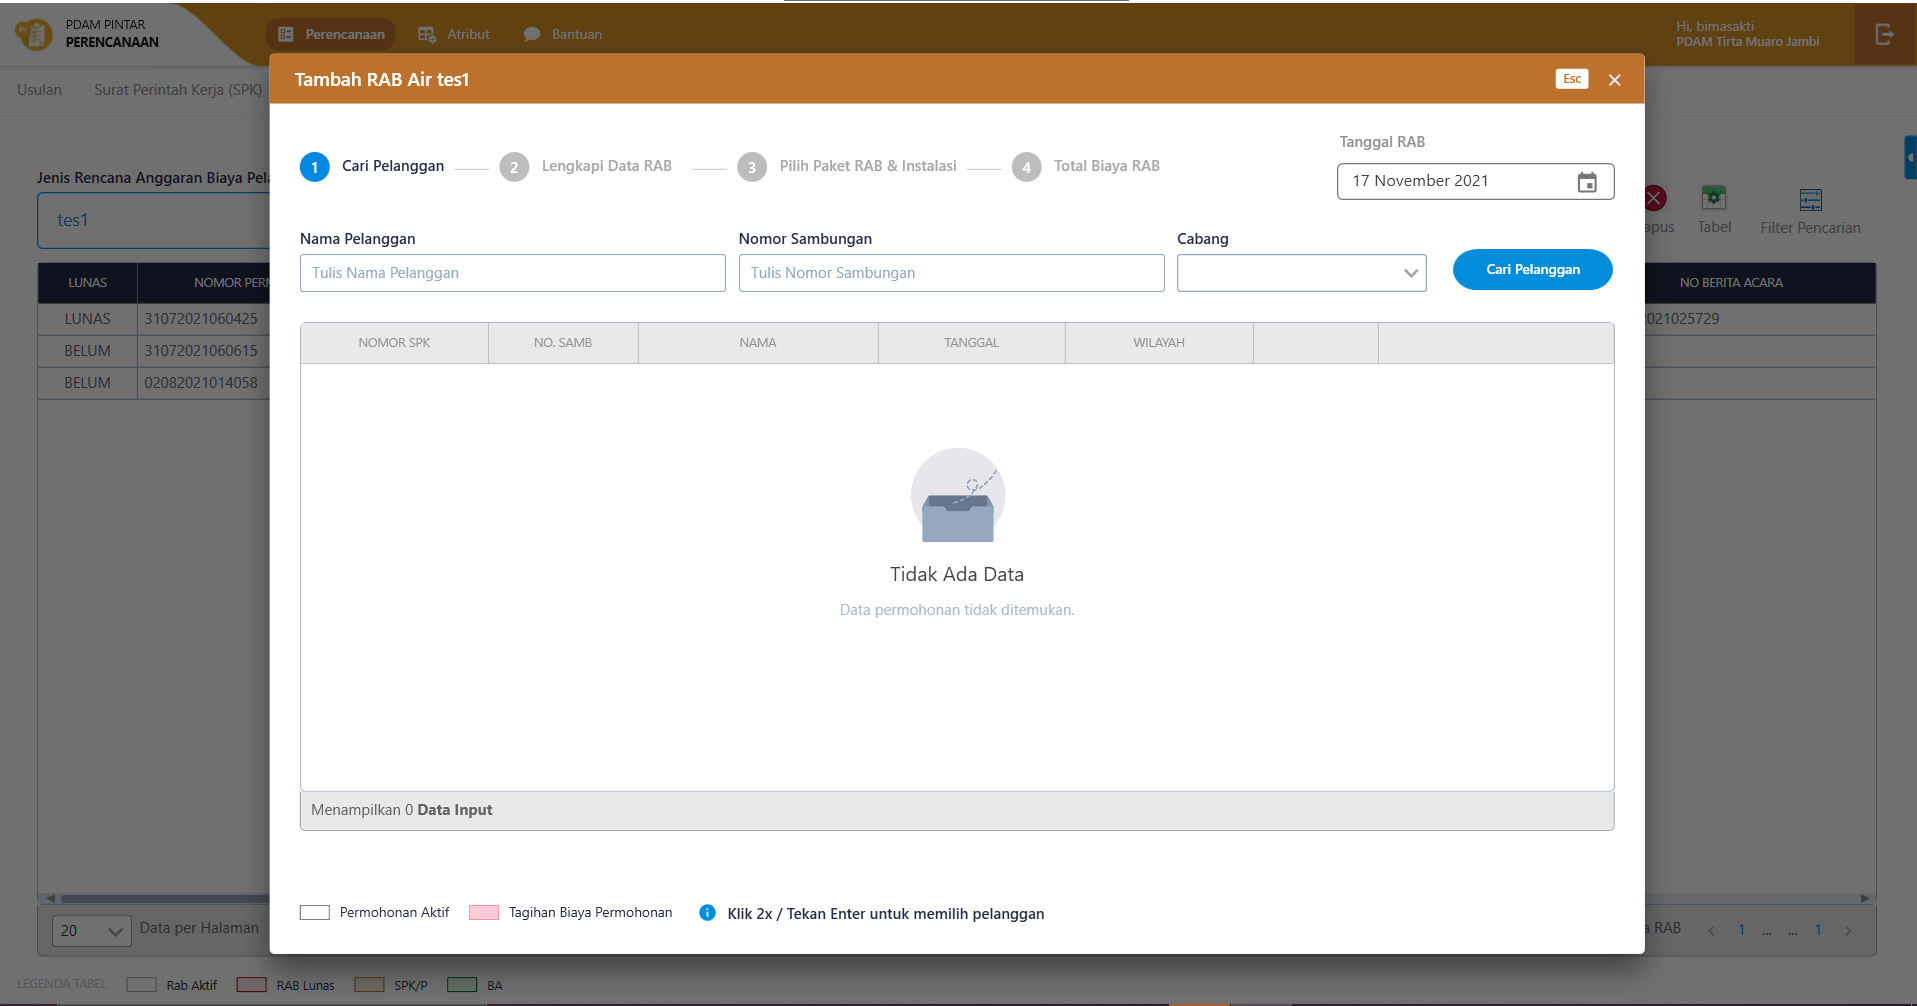 PDAM PINTAR
PERENCANAAN
Perencanaan
Atribut
Bantuan
Hi, bimasakti
PDAM Tirta Muaro Jambi
Usulan
Surat Perintah Kerja (SPK)
Tambah RAB Air tes1
Esc
1
Cari Pelanggan
2
Lengkapi Data RAB
3
Pilih Paket RAB & Instalasi
4
Total Biaya RAB
Tanggal RAB
17 November 2021
Jenis Rencana Anggaran Biaya Pel
tes1
apus
Tabel
Filter Pencarian
Nama Pelanggan
Nomor Sambungan
Cabang
Tulis Nama Pelanggan
Tulis Nomor Sambungan
Cari Pelanggan
LUNAS
NOMOR PERM
NO BERITA ACARA
LUNAS
31072021060425
021025729
BELUM
31072021060615
BELUM
02082021014058
NOMOR SPK
NO. SAMB
NAMA
TANGGAL
WILAYAH
Tidak Ada Data
Data permohonan tidak ditemukan.
Menampilkan 0 Data Input
Permohonan Aktif
Tagihan Biaya Permohonan
Klik 2x / Tekan Enter untuk memilih pelanggan
20
Data per Halaman
a RAB
< 1 ... ... 1 >
LEGENDA TABEL
Rab Aktif
RAB Lunas
SPK/P
BA